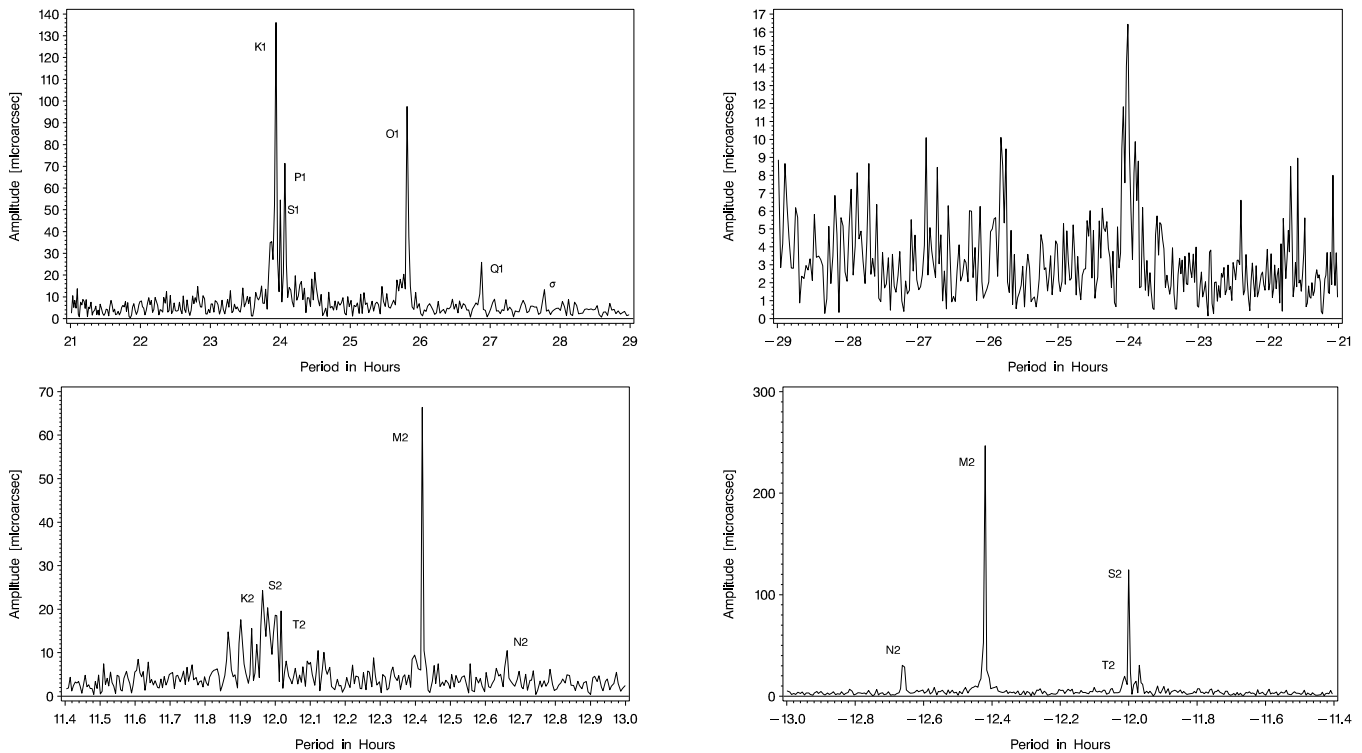 Amplitude [microarcsec]
140
130
120
110
100
90
80
70
60
50
40
30
20
10
0
K1
P1
S1
O1
Q1
σ
21 22 23 24 25 26 27 28 29
Period in Hours
Amplitude [microarcsec]
17
16
15
14
13
12
11
10
9
8
7
6
5
4
3
2
1
0
−29 −28 −27 −26 −25 −24 −23 −22 −21
Period in Hours
Amplitude [microarcsec]
70
60
50
40
30
20
10
0
M2
S2
K2
T2
N2
11.4 11.5 11.6 11.7 11.8 11.9 12.0 12.1 12.2 12.3 12.4 12.5 12.6 12.7 12.8 12.9 13.0
Period in Hours
Amplitude [microarcsec]
300
200
100
0
M2
S2
N2
T2
−13.0 −12.8 −12.6 −12.4 −12.2 −12.0 −11.8 −11.6 −11.4
Period in Hours